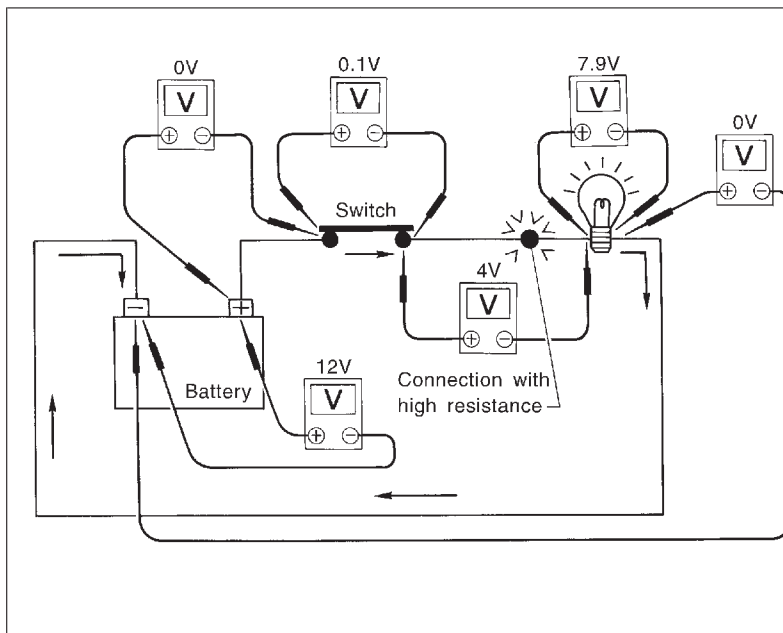 0V
V
+ −
0.1V
V
+ −
7.9V
V
+ −
0V
V
+ −
Switch
4V
V
+ −
− +
Battery
12V
V
+ −
Connection with
high resistance